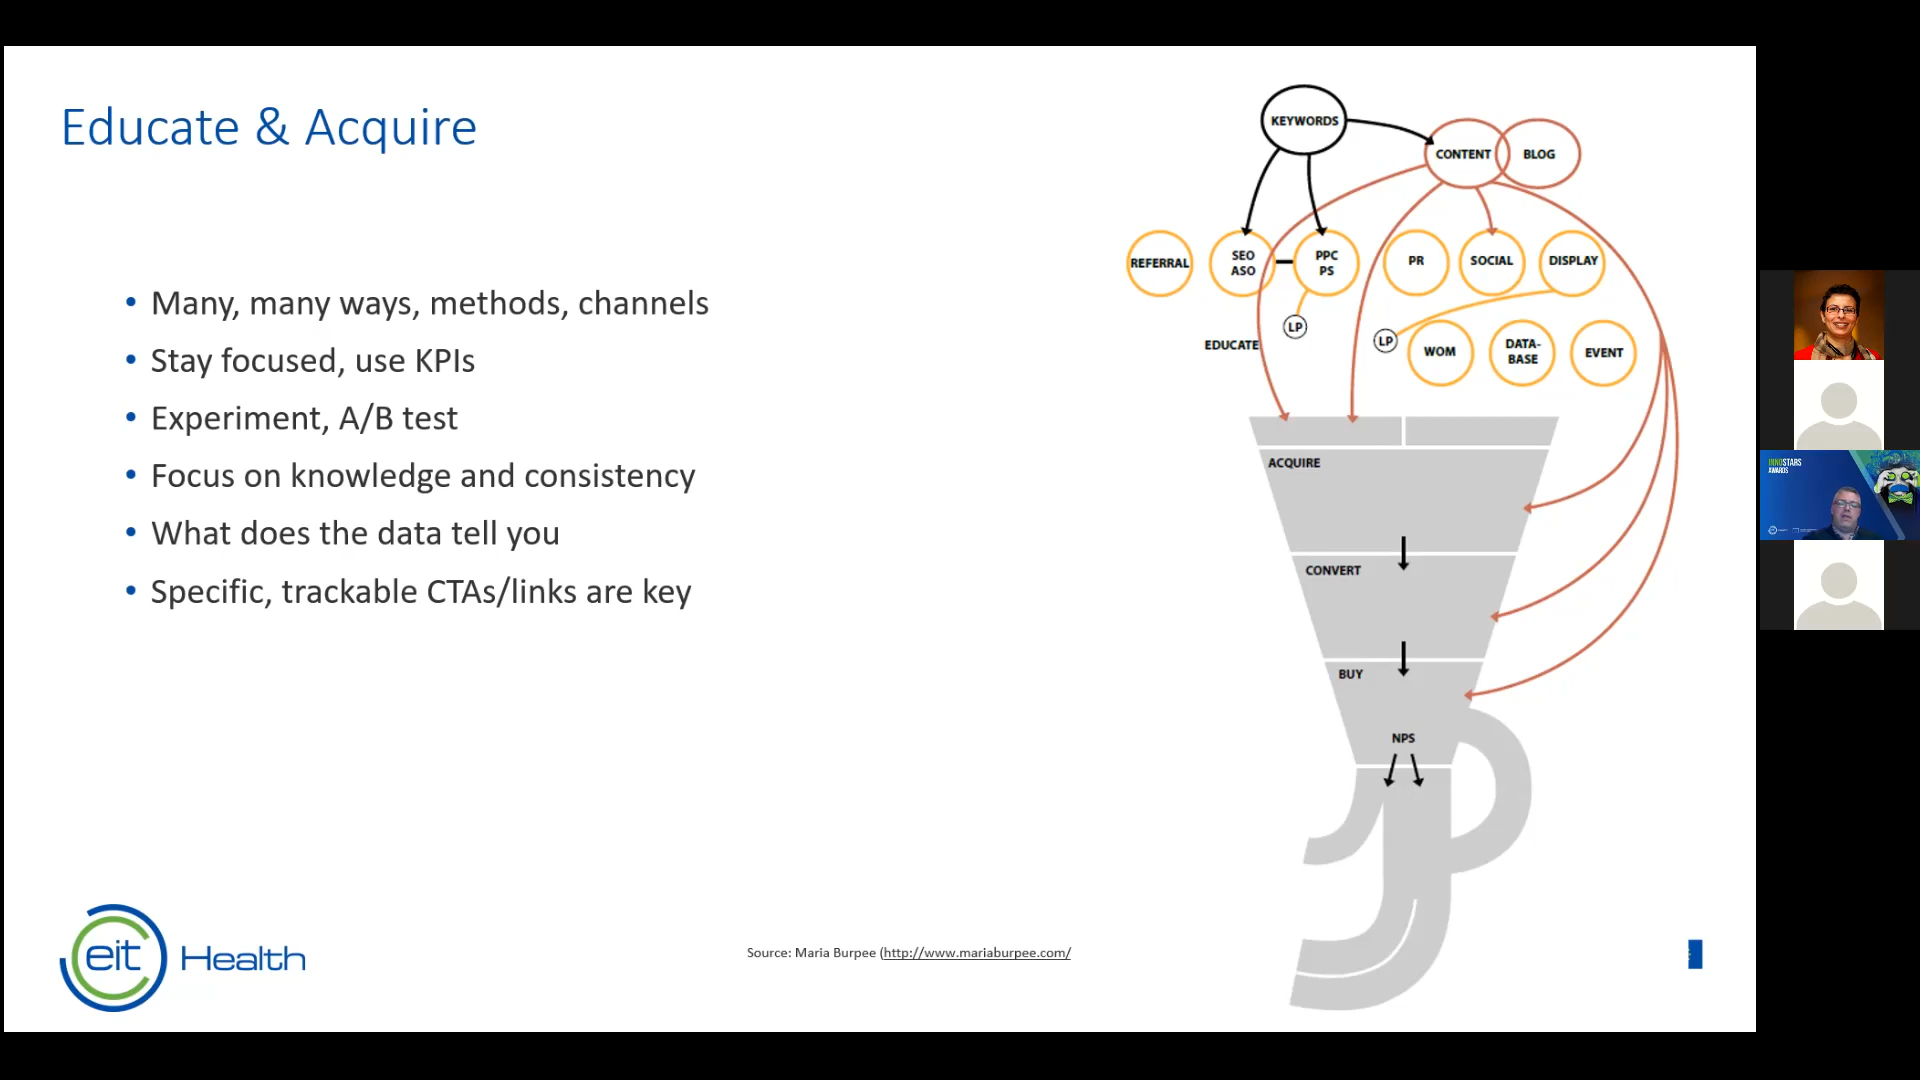 Educate & Acquire
• Many, many ways, methods, channels
• Stay focused, use KPIs
• Experiment, A/B test
• Focus on knowledge and consistency
• What does the data tell you
• Specific, trackable CTAs/links are key
KEYWORDS
CONTENT
BLOG
REFERRAL
SEO
ASO
PPC
PS
PR
SOCIAL
DISPLAY
LP
LP
EDUCATE
WOM
DATA-
BASE
EVENT
ACQUIRE
CONVERT
BUY
NPS
eit Health
Source: Maria Burpee (http://www.mariaburpee.com/
INNOSTARS
AWARDS